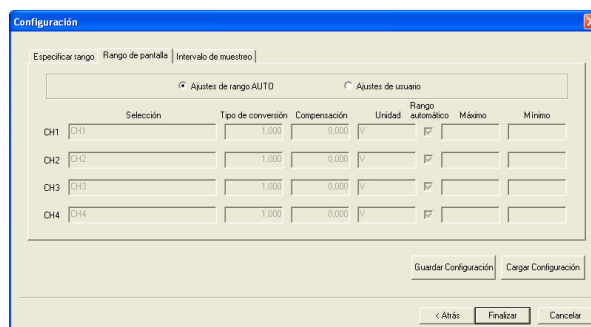 Configuración
Especificar rango Rango de pantalla Intervalo de muestreo
Ajustes de rango AUTO Ajustes de usuario
Selección Tipo de conversión Compensación Unidad Rango automático Máximo Mínimo
CH1 CH1 1,000 0,000 V
CH2 CH2 1,000 0,000 V
CH3 CH3 1,000 0,000 V
CH4 CH4 1,000 0,000 V
Guardar Configuración Cargar Configuración
< Atrás Finalizar Cancelar